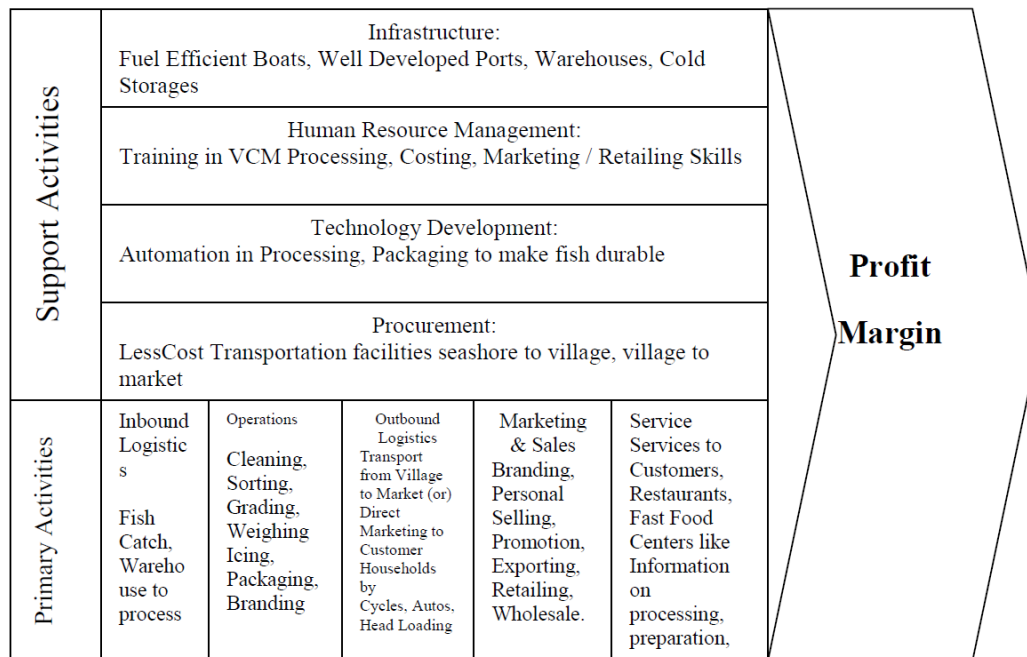 Support Activities
Infrastructure:
Fuel Efficient Boats, Well Developed Ports, Warehouses, Cold
Storages
Human Resource Management:
Training in VCM Processing, Costing, Marketing / Retailing Skills
Technology Development:
Automation in Processing, Packaging to make fish durable
Procurement:
LessCost Transportation facilities seashore to village, village to
market
Primary Activities
Inbound
Logistic
s
Fish
Catch,
Wareho
use to
process
Operations
Cleaning,
Sorting,
Grading,
Weighing
Icing,
Packaging,
Branding
Outbound
Logistics
Transport
from Village
to Market (or)
Direct
Marketing to
Customer
Households
by
Cycles, Autos,
Head Loading
Marketing
& Sales
Branding,
Personal
Selling,
Promotion,
Exporting,
Retailing,
Wholesale.
Service
Services to
Customers,
Restaurants,
Fast Food
Centers like
Information
on
processing,
preparation,
Profit
Margin